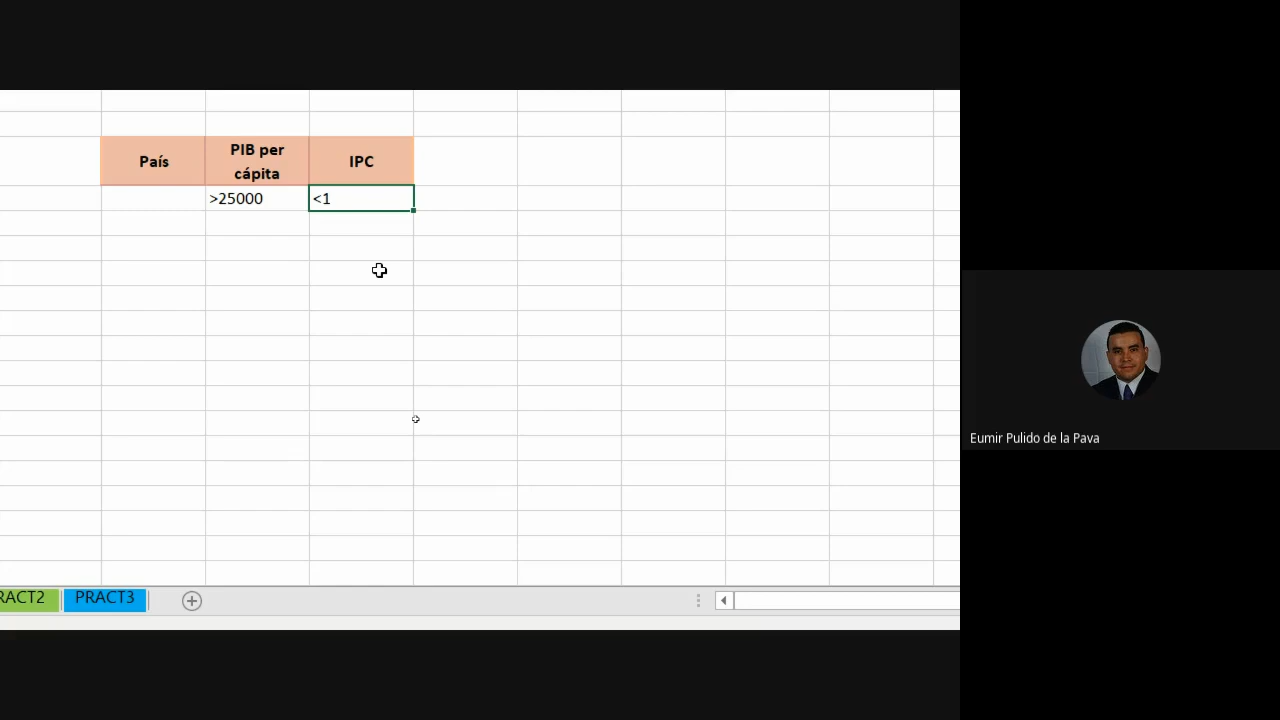 País
PIB per
cápita
IPC
>25000
<1
RACT2
PRACT3
Eumir Pulido de la Pava